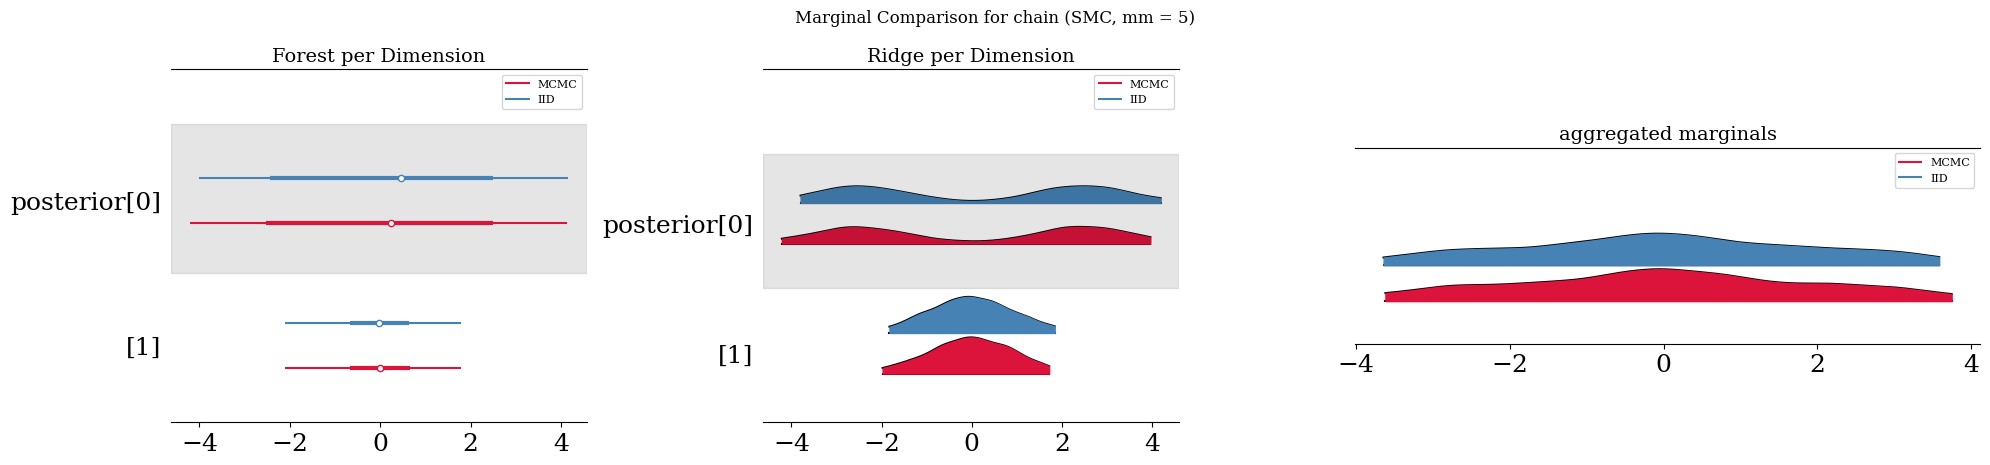 Marginal Comparison for chain (SMC, mm = 5)
Forest per Dimension
MCMC
IID
posterior[0]
[1]
−4 −2 0 2 4
Ridge per Dimension
MCMC
IID
posterior[0]
[1]
−4 −2 0 2 4
aggregated marginals
MCMC
IID
−4 −2 0 2 4